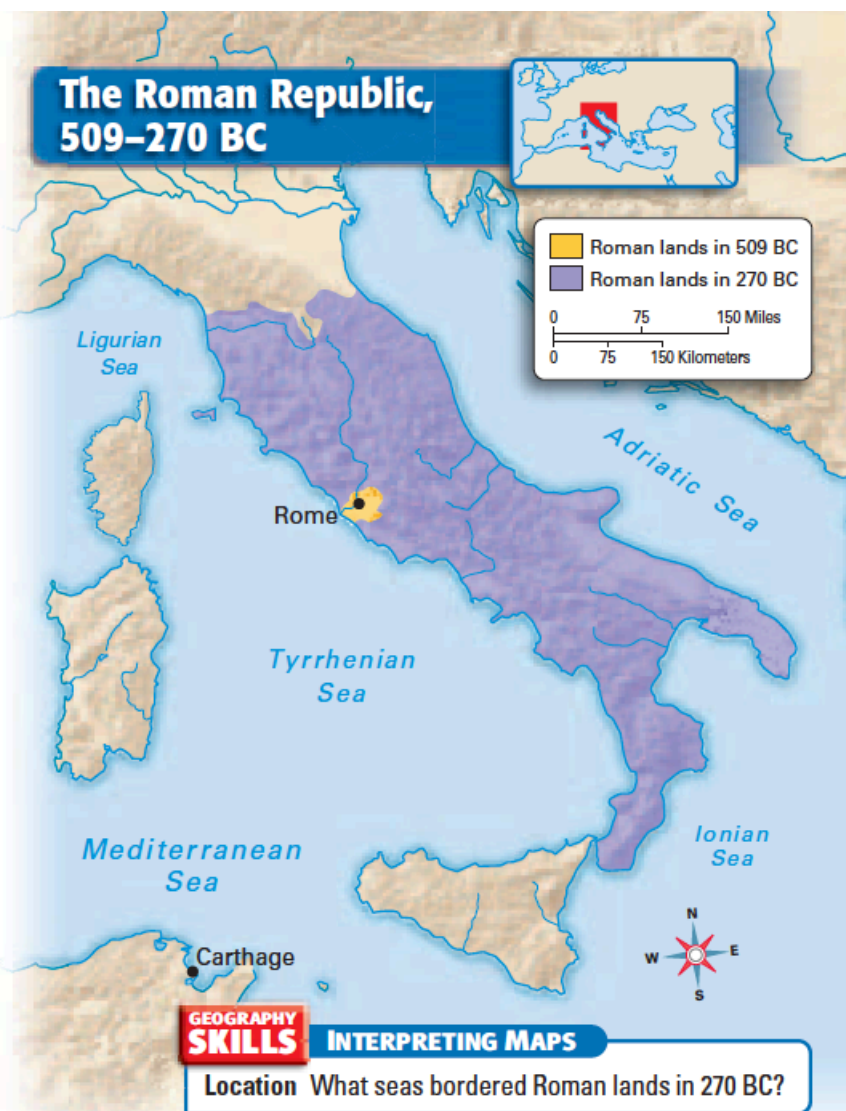 The Roman Republic,
509–270 BC
Roman lands in 509 BC
Roman lands in 270 BC
0 75 150 Miles
0 75 150 Kilometers
Ligurian
Sea
Adriatic Sea
Rome
Tyrrhenian
Sea
Mediterranean
Sea
Ionian
Sea
N
W E
S
Carthage
GEOGRAPHY
SKILLS
INTERPRETING MAPS
Location What seas bordered Roman lands in 270 BC?